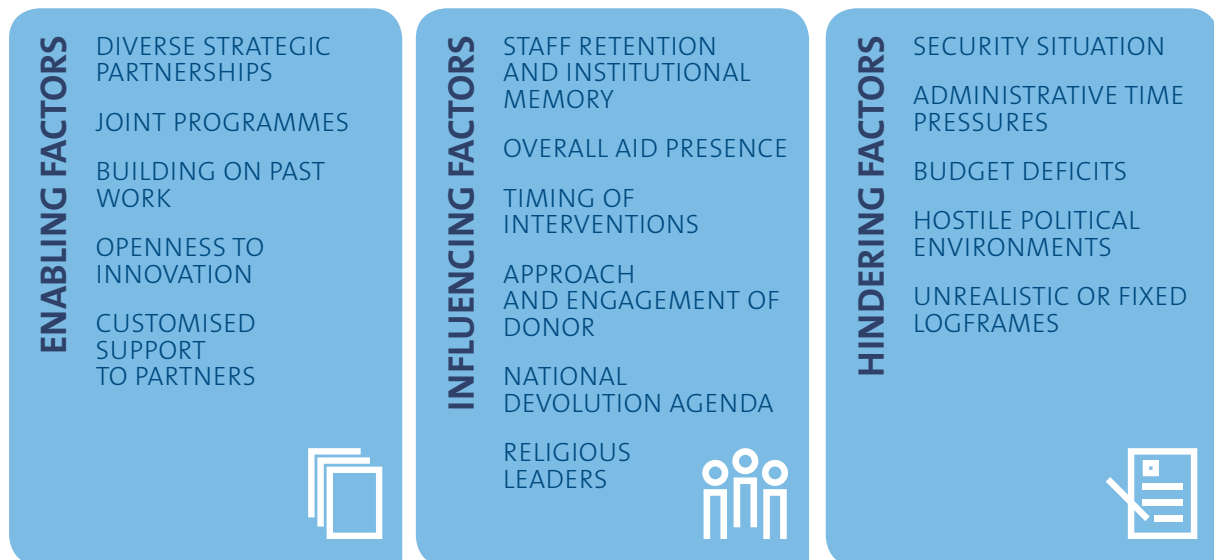 ENABLING FACTORS
DIVERSE STRATEGIC
PARTNERSHIPS
JOINT PROGRAMMES
BUILDING ON PAST
WORK
OPENNESS TO
INNOVATION
CUSTOMISED
SUPPORT
TO PARTNERS
INFLUENCING FACTORS
STAFF RETENTION
AND INSTITUTIONAL
MEMORY
OVERALL AID PRESENCE
TIMING OF
INTERVENTIONS
APPROACH
AND ENGAGEMENT OF
DONOR
NATIONAL
DEVOLUTION AGENDA
RELIGIOUS
LEADERS
HINDERING FACTORS
SECURITY SITUATION
ADMINISTRATIVE TIME
PRESSURES
BUDGET DEFICITS
HOSTILE POLITICAL
ENVIRONMENTS
UNREALISTIC OR FIXED
LOGFRAMES